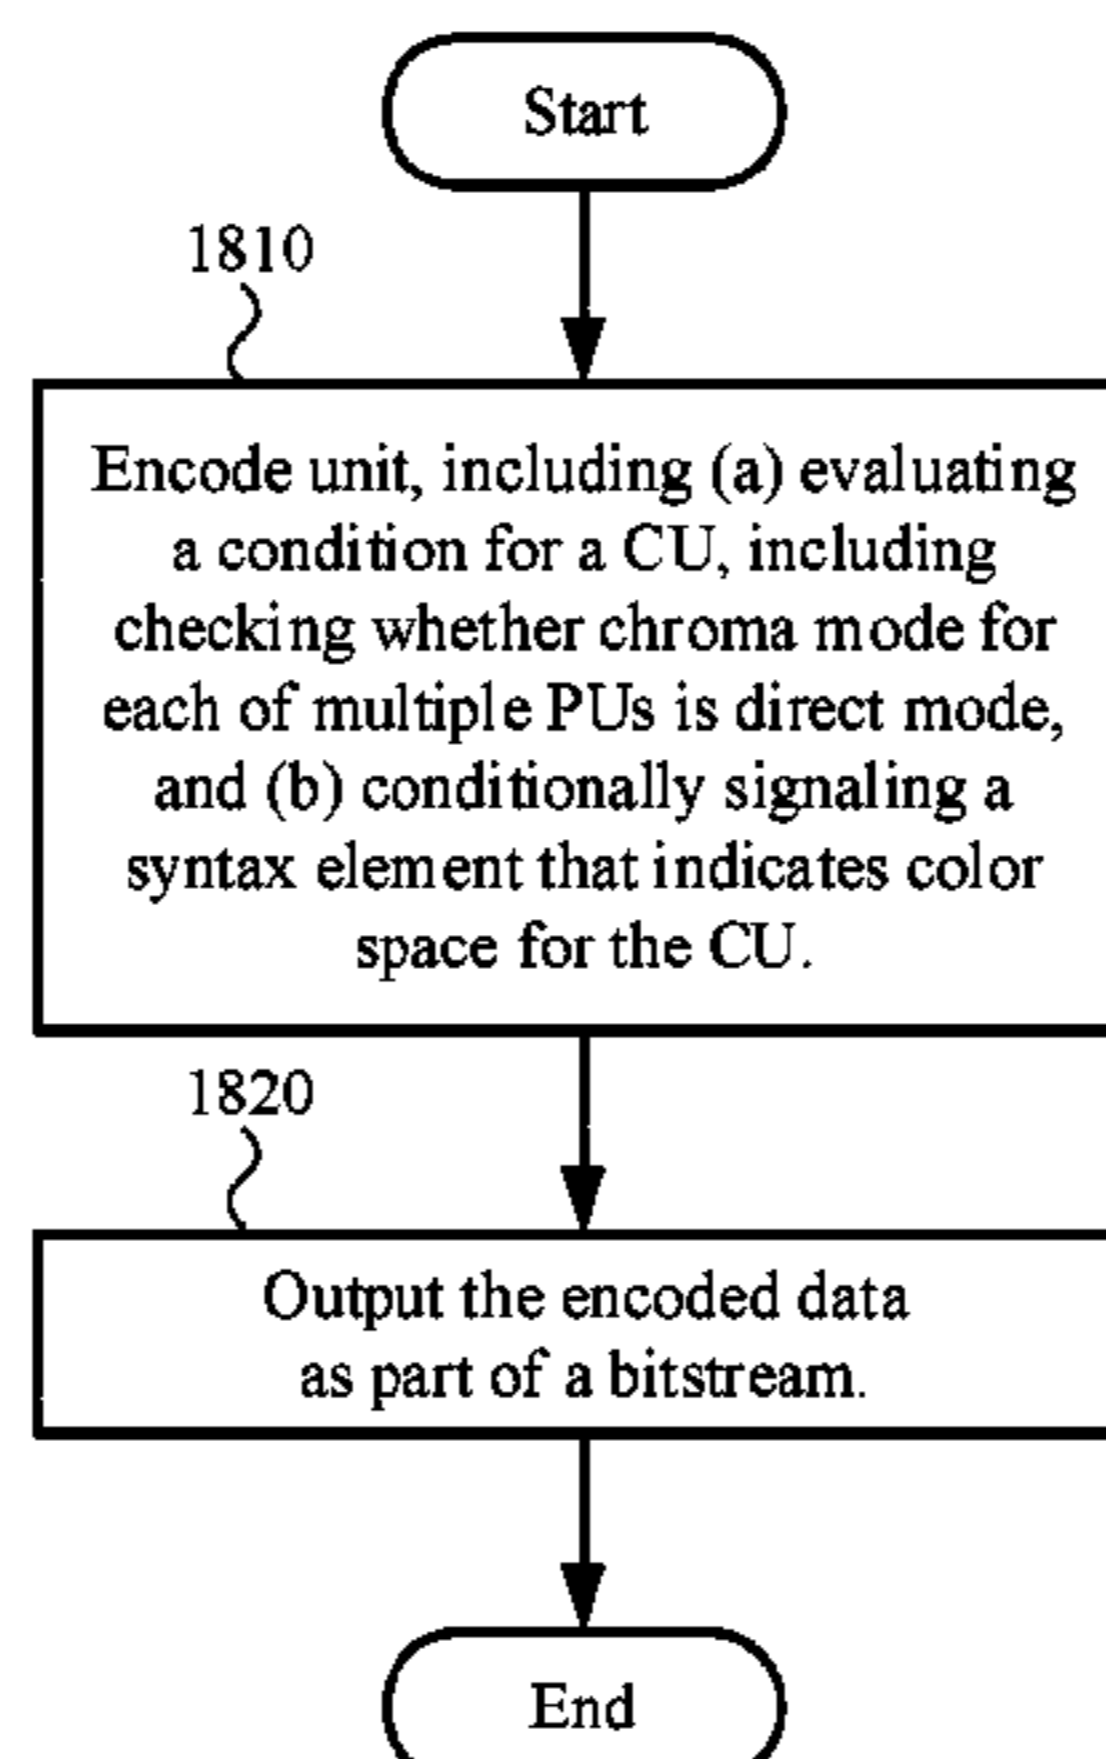 Start
1810
Encode unit, including (a) evaluating
a condition for a CU, including
checking whether chroma mode for
each of multiple PUs is direct mode,
and (b) conditionally signaling a
syntax element that indicates color
space for the CU.
1820
Output the encoded data
as part of a bitstream.
End